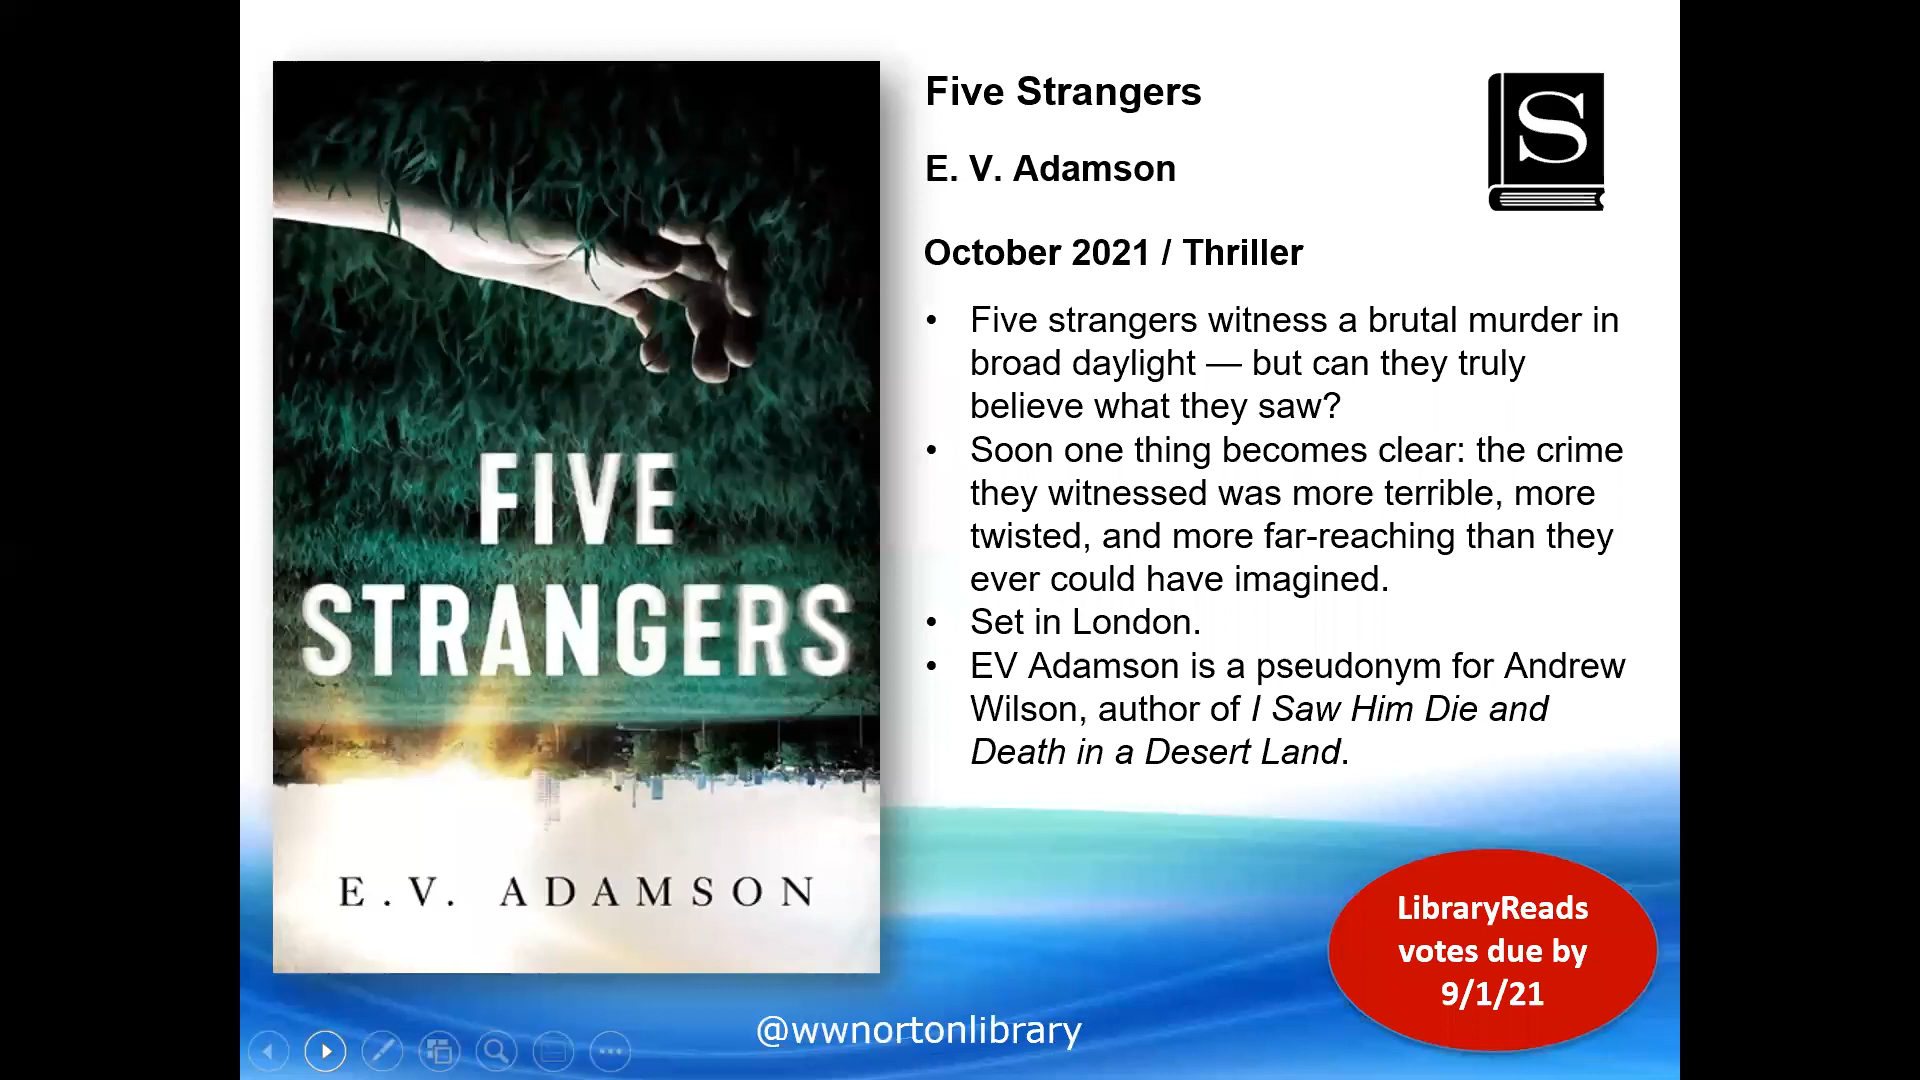 FIVE
STRANGERS
E.V. ADAMSON
Five Strangers
E. V. Adamson
October 2021 / Thriller
S
• Five strangers witness a brutal murder in
broad daylight — but can they truly
believe what they saw?
• Soon one thing becomes clear: the crime
they witnessed was more terrible, more
twisted, and more far-reaching than they
ever could have imagined.
• Set in London.
• EV Adamson is a pseudonym for Andrew
Wilson, author of I Saw Him Die and
Death in a Desert Land.
LibraryReads
votes due by
9/1/21
@wwnortonlibrary